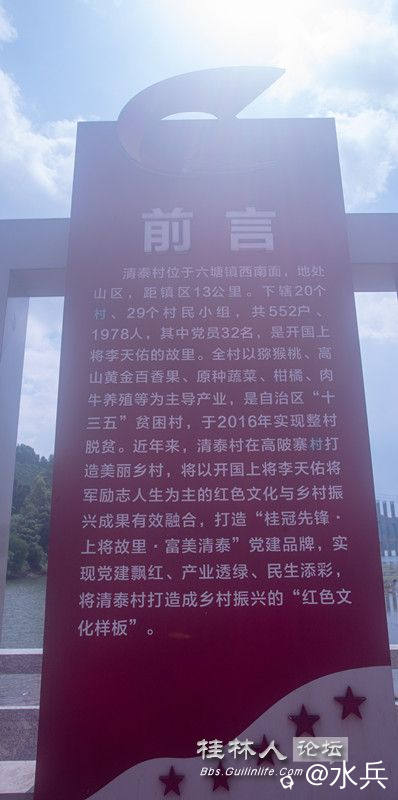 前言
清泰村位于六塘镇西南面，地处
山区，距镇区13公里。下辖20个
村、29个村民小组，共552户、
1978人，其中党员32名，是开国上
将李天佑的故里。全村以猕猴桃、高
山黄金百香果、原种蔬菜、柑橘、肉
牛养殖等为主导产业，是自治区“十
三五”贫困村，于2016年实现整村
脱贫。近年来，清泰村在高陂寨村打
造美丽乡村，将以开国上将李天佑将
军励志人生为主的红色文化与乡村振
兴成果有效融合，打造“桂冠先锋·
上将故里·富美清泰”党建品牌，实
现党建飘红、产业透绿、民生添彩，
将清泰村打造成乡村振兴的“红色文
化样板”。
桂林人论坛
Bbs.Guilinlife.Com
@水兵